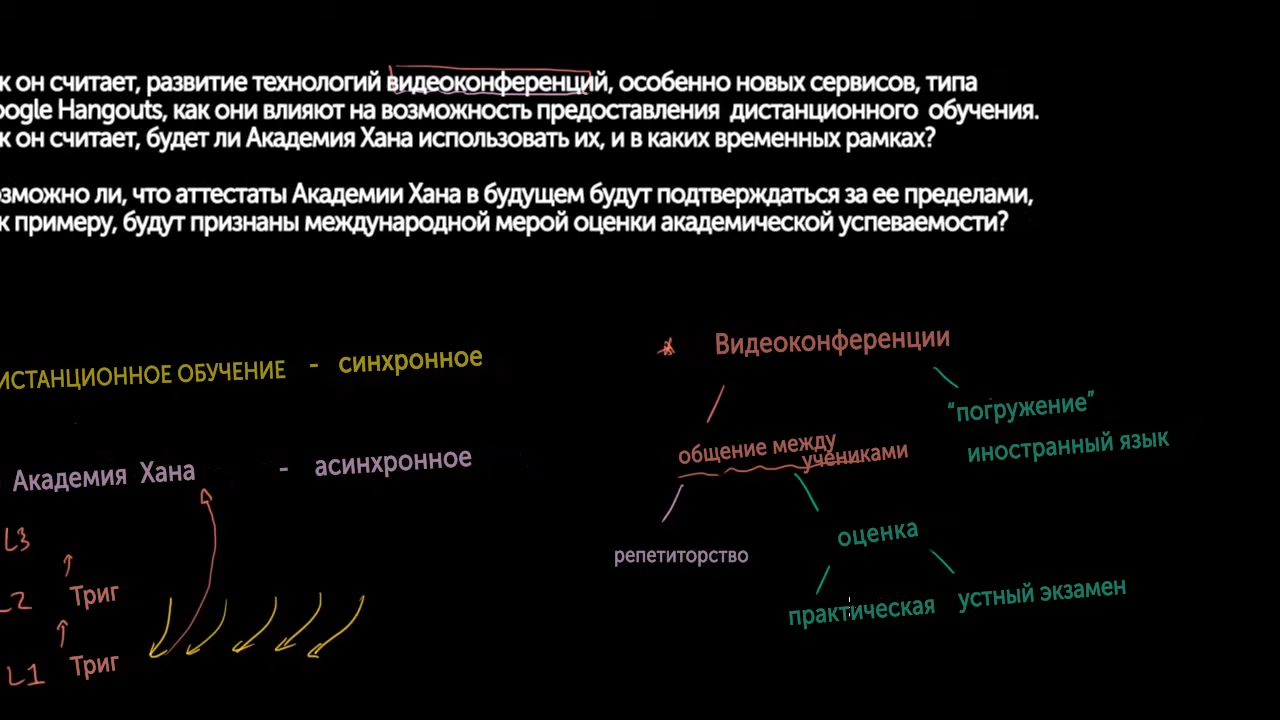 к он считает, развитие технологий видеоконференций, особенно новых сервисов, типа
oogle Hangouts, как они влияют на возможность предоставления дистанционного обучения.
к он считает, будет ли Академия Хана использовать их, и в каких временных рамках?
озможно ли, что аттестаты Академии Хана в будущем будут подтверждаться за ее пределами,
к примеру, будут признаны международной мерой оценки академической успеваемости?
* Видеоконференции
ИСТАНЦИОННОЕ ОБУЧЕНИЕ - синхронное
"погружение"
иностранный язык
общение между
учениками
Академия Хана - асинхронное
L3
оценка
репетиторство
L2 Триг
практическая устный экзамен
L1 Триг